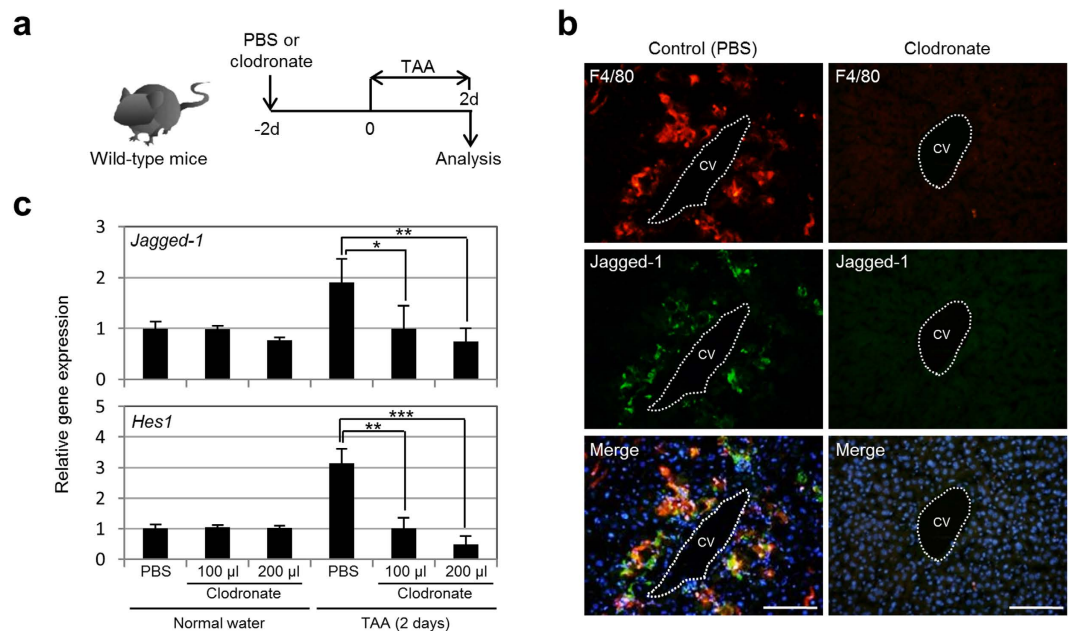 a
PBS or
clodronate
TAA
2d
-2d
0
Wild-type mice
Analysis
b
Control (PBS)
Clodronate
F4/80
F4/80
CV
CV
Jagged-1
Jagged-1
CV
CV
Merge
Merge
CV
CV
c
Relative gene expression
3
2
1
0
Jagged-1
**
*
5
4
3
2
1
0
Hes1
***
**
PBS
100 µl
200 µl
PBS
100 µl
200 µl
Clodronate
Clodronate
Normal water
TAA (2 days)